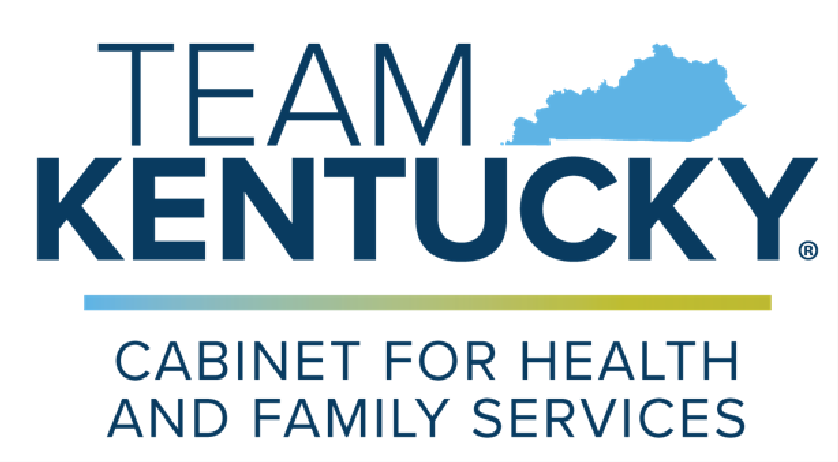 TEAM
KENTUCKY®
CABINET FOR HEALTH
AND FAMILY SERVICES